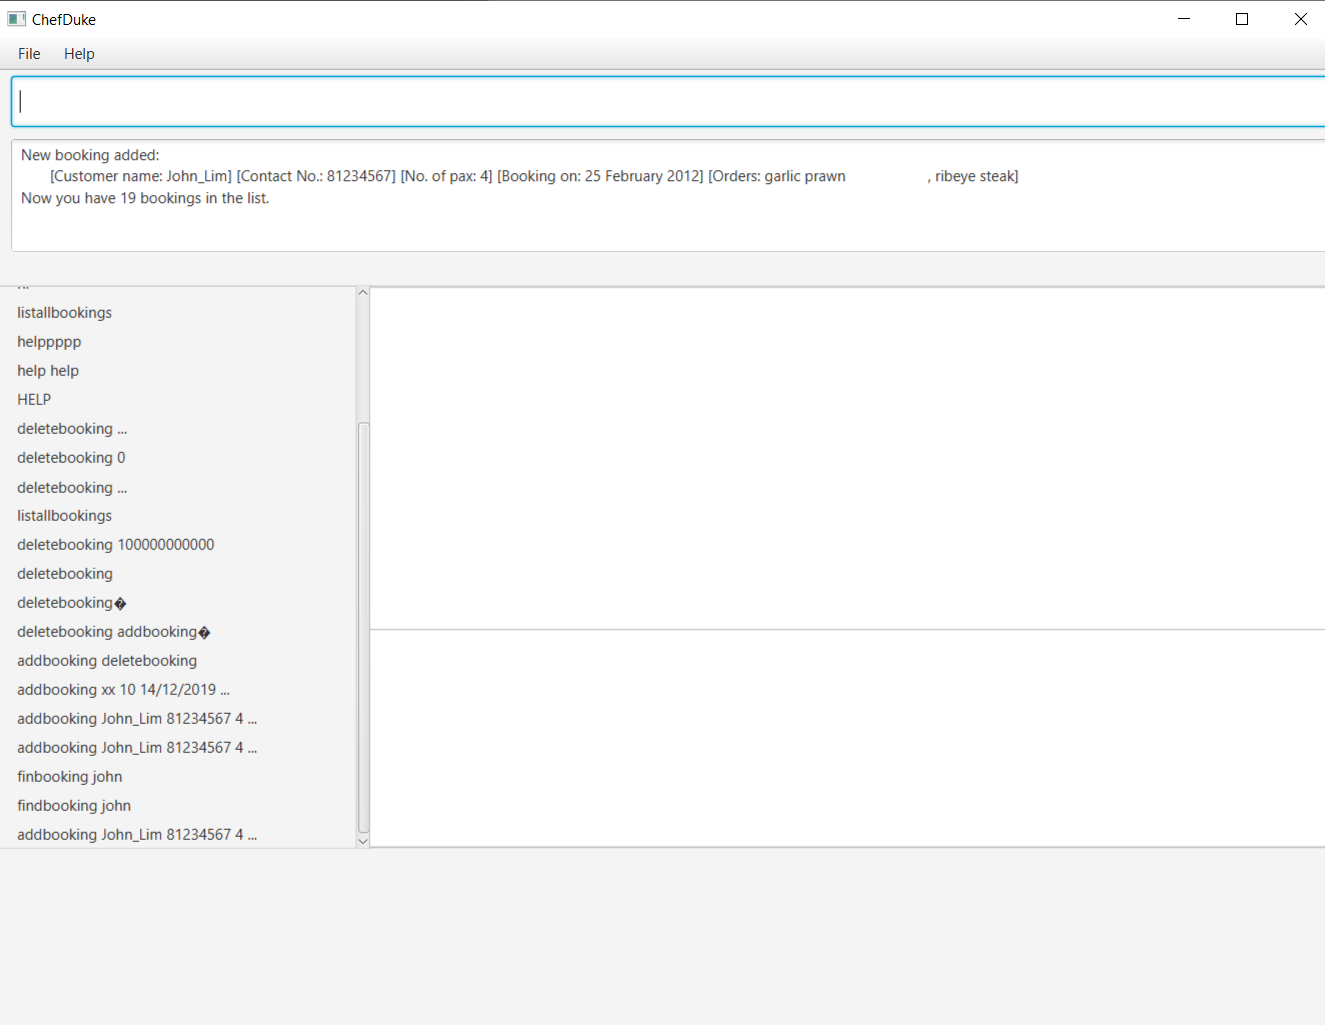 ChefDuke
File Help
New booking added:
[Customer name: John_Lim] [Contact No.: 81234567] [No. of pax: 4] [Booking on: 25 February 2012] [Orders: garlic prawn , ribeye steak]
Now you have 19 bookings in the list.
listallbookings
helppppp
help help
HELP
deletebooking ...
deletebooking 0
deletebooking ...
listallbookings
deletebooking 100000000000
deletebooking
deletebooking�
deletebooking addbooking�
addbooking deletebooking
addbooking xx 10 14/12/2019 ...
addbooking John_Lim 81234567 4 ...
addbooking John_Lim 81234567 4 ...
finbooking john
findbooking john
addbooking John_Lim 81234567 4 ...